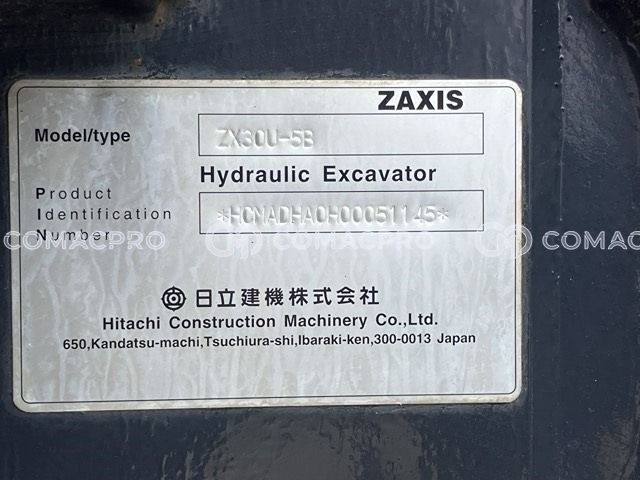 ZAXIS
Model/type ZX30U-5B
Hydraulic Excavator
Product
Identification *HCMADHA0H00051145*
Number
COMACPRO COMACPRO
日立建機株式会社
Hitachi Construction Machinery Co.,Ltd.
650,Kandatsu-machi,Tsuchiura-shi,Ibaraki-ken,300-0013 Japan